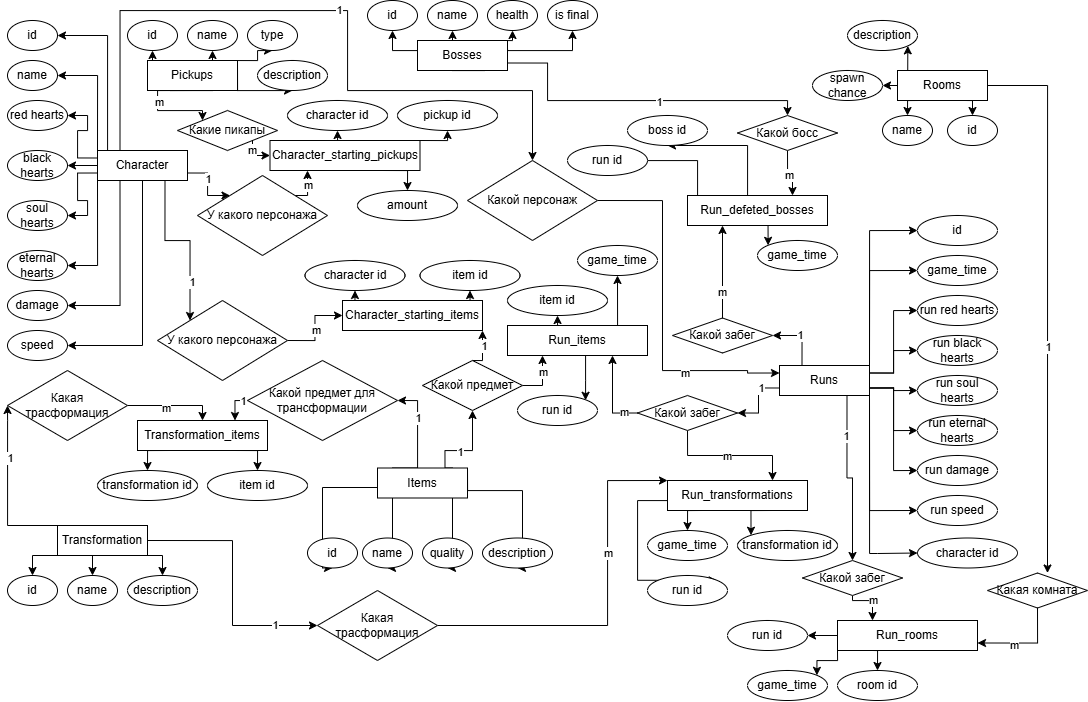 1
id
name
health
is final
id
id
name
type
description
Bosses
name
Pickups
description
Rooms
spawn
chance
m
1
red hearts
character id
pickup id
boss id
name
id
Какие пикапы
Какой босс
m
Character_starting_pickups
run id
black
hearts
Character
1
m
m
Какой персонаж
soul
hearts
У какого персонажа
amount
Run_defeted_bosses
id
eternal
hearts
game_time
game_time
character id
item id
game_time
1
m
damage
item id
run red hearts
Character_starting_items
speed
У какого персонажа
m
Run_items
Какой забег
1
run black
hearts
1
1
m
Runs
Какой предмет
m
1
run soul
hearts
Какая
трасформация
m
1
Какой предмет для
трансформации
1
run id
m
Какой забег
run eternal
hearts
Transformation_items
1
1
1
m
run damage
transformation id
item id
Items
Run_transformations
run speed
Transformation
id
name
quality
description
m
game_time
transformation id
character id
id
name
description
run id
Какой забег
Какая комната
m
1
Какая
трасформация
run id
Run_rooms
m
game_time
room id